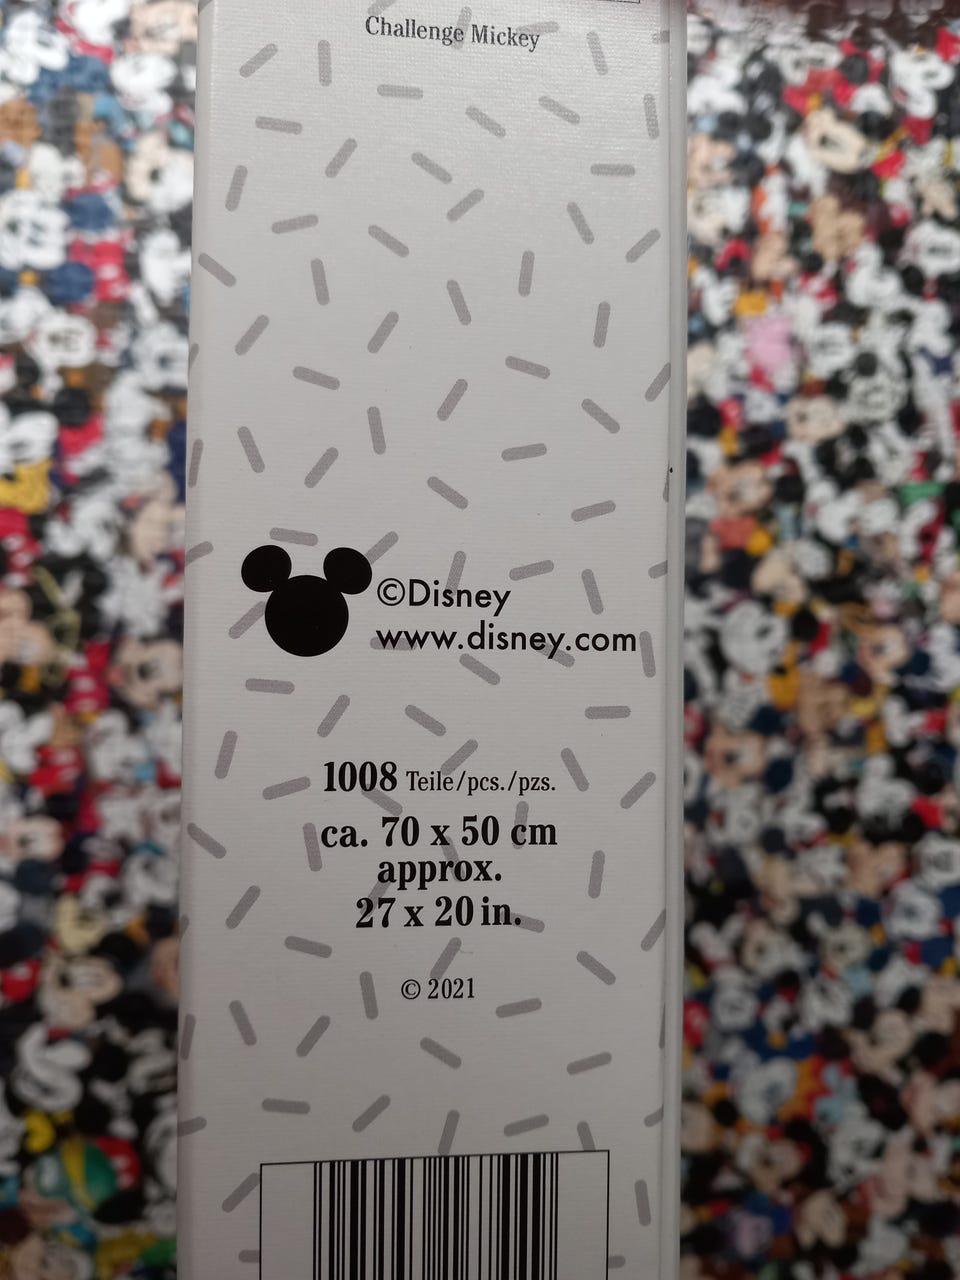 Challenge Mickey
©Disney
www.disney.com
1008 Teile/pcs./pzs.
ca. 70 x 50 cm
approx.
27 x 20 in.
© 2021